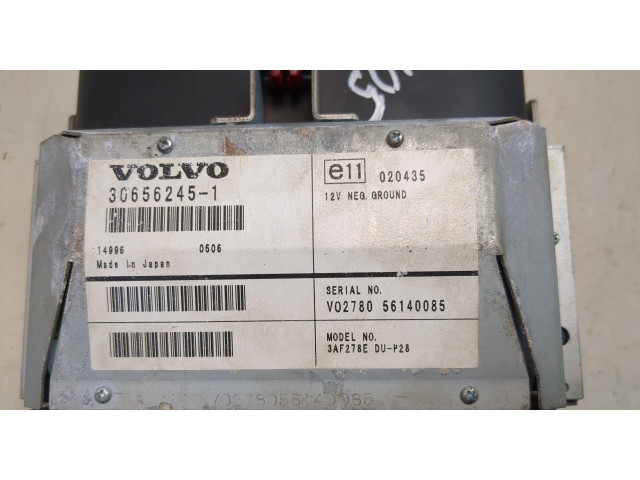 VOLVO
30656245-1
14996 0506
Made In Japan
e11 020435
12V NEG. GROUND
SERIAL NO.
VO2780 56140085
MODEL NO.
3AF278E DU-P28